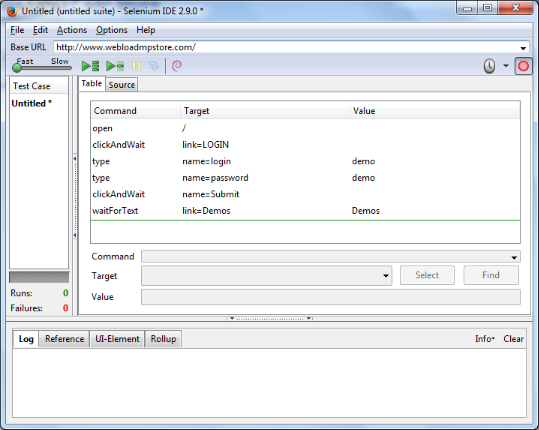 Untitled (untitled suite) - Selenium IDE 2.9.0 *
File Edit Actions Options Help
Base URL http://www.webloadmpstore.com/
Fast Slow
Test Case
Untitled *
Table Source
Command Target Value
open /
clickAndWait link=LOGIN
type name=login demo
type name=password demo
clickAndWait name=Submit
waitForText link=Demos Demos
Command
Target Select Find
Value
Runs: 0
Failures: 0
Log Reference UI-Element Rollup Info Clear